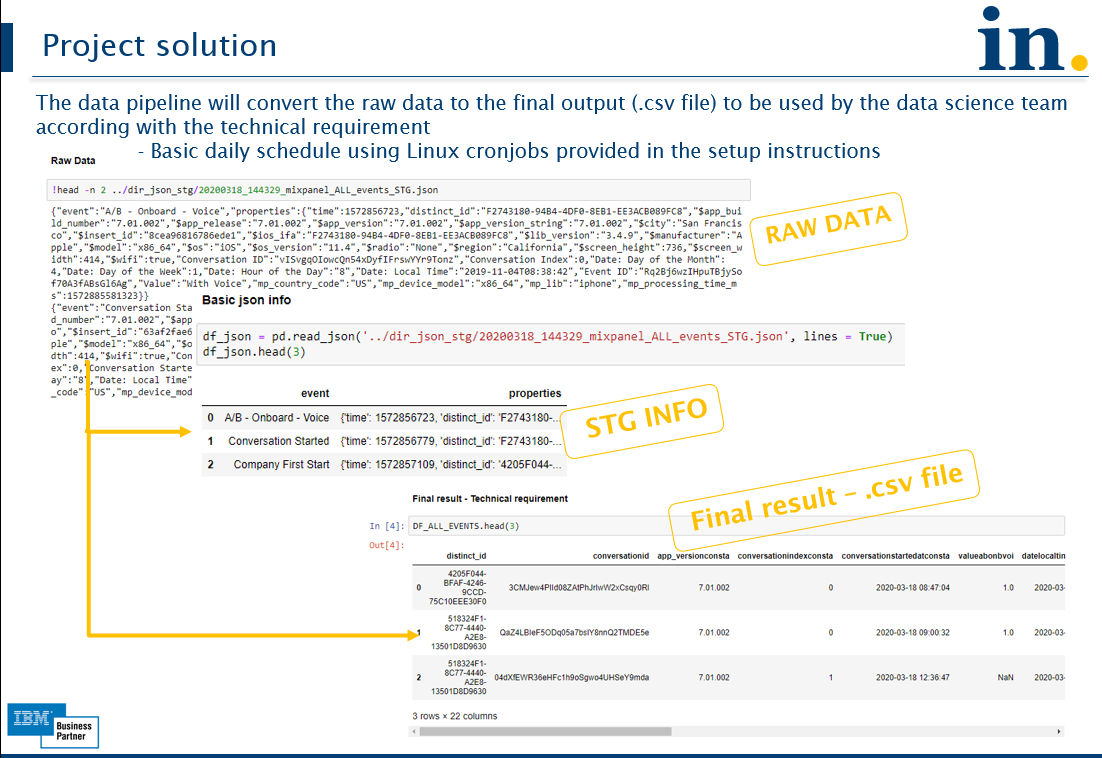 Project solution
in.
The data pipeline will convert the raw data to the final output (.csv file) to be used by the data science team
according with the technical requirement
- Basic daily schedule using Linux cronjobs provided in the setup instructions
Raw Data
!head -n 2 ../dir_json_stg/20200318_144329_mixpanel_ALL_events_STG.json
{"event":"A/B - Onboard - Voice","properties":{"time":1572856723,"distinct_id":"F2743180-94B4-4DF0-8EB1-EE3ACB089FC8","$app_bui
ld_number":"7.01.002","$app_release":"7.01.002","$app_version":"7.01.002","$app_version_string":"7.01.002","$city":"San Francis
co","$insert_id":"8cea96816786ede1","$ios_ifa":"F2743180-94B4-4DF0-8EB1-EE3ACB089FC8","$lib_version":"3.4.9","$manufacturer":"A
pple","$model":"x86_64","$os":"iOS","$os_version":"11.4","$radio":"None","$region":"California","$screen_height":736,"$screen_w
idth":414,"$wifi":true,"Conversation ID":"vISvgqOIowcQn54xDyfIFrswYYr9Tonz","Conversation Index":0,"Date: Day of the Month":
4,"Date: Day of the Week":1,"Date: Hour of the Day":"8","Date: Local Time":"2019-11-04T08:38:42","Event ID":"Rq2Bj6wzIHpuTBjySo
f70A3fABsGl6Ag","Value":"With Voice","mp_country_code":"US","mp_device_model":"x86_64","mp_lib":"iphone","mp_processing_time_m
s":1572885581323}}
{"event":"Conversation Sta
d_number":"7.01.002","$app
o","$insert_id":"63af2fae6
ple","$model":"x86_64","$o
dth":414,"$wifi":true,"Con
ex":0,"Conversation Starte
ay":"8","Date: Local Time"
_code":"US","mp_device_mod
RAW DATA
Basic json info
df_json = pd.read_json('../dir_json_stg/20200318_144329_mixpanel_ALL_events_STG.json', lines = True)
df_json.head(3)
event properties
0 A/B - Onboard - Voice {'time': 1572856723, 'distinct_id': 'F2743180-...
1 Conversation Started {'time': 1572856779, 'distinct_id': 'F2743180-...
2 Company First Start {'time': 1572857109, 'distinct_id': '4205F044-...
STG INFO
Final result – .csv file
Final result - Technical requirement
In [4]: DF_ALL_EVENTS.head(3)
Out[4]:
distinct_id conversationid app_versionconsta conversationindexconsta conversationstartedatconsta valueabonbvoi datelocaltin
0 4205F044-BFAF-4246-9CCD-75C10EEE30F0 3CMJew4PlId08ZAtPhJrlwW2xCsqy0Rl 7.01.002 0 2020-03-18 08:47:04 1.0 2020-03-
1 518324F1-8C77-4440-A2E8-13501D8D9630 QaZ4LBIeF5ODq05a7bslY8nnQ2TMDE5e 7.01.002 0 2020-03-18 09:00:32 1.0 2020-03-
2 518324F1-8C77-4440-A2E8-13501D8D9630 04dXfEWR36eHFc1h9oSgwo4UHSeY9mda 7.01.002 1 2020-03-18 12:36:47 NaN 2020-03-
3 rows × 22 columns
IBM
Business
Partner